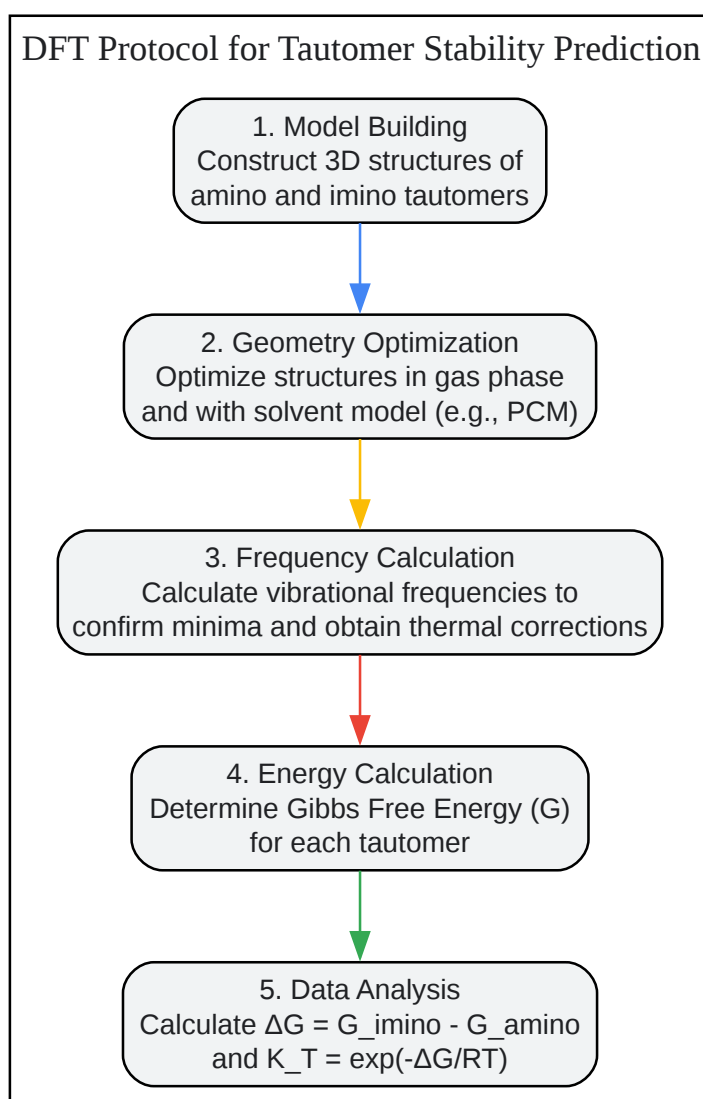 DFT Protocol for Tautomer Stability Prediction
1. Model Building
Construct 3D structures of
amino and imino tautomers
2. Geometry Optimization
Optimize structures in gas phase
and with solvent model (e.g., PCM)
3. Frequency Calculation
Calculate vibrational frequencies to
confirm minima and obtain thermal corrections
4. Energy Calculation
Determine Gibbs Free Energy (G)
for each tautomer
5. Data Analysis
Calculate ΔG = G_imino - G_amino
and K_T = exp(-ΔG/RT)